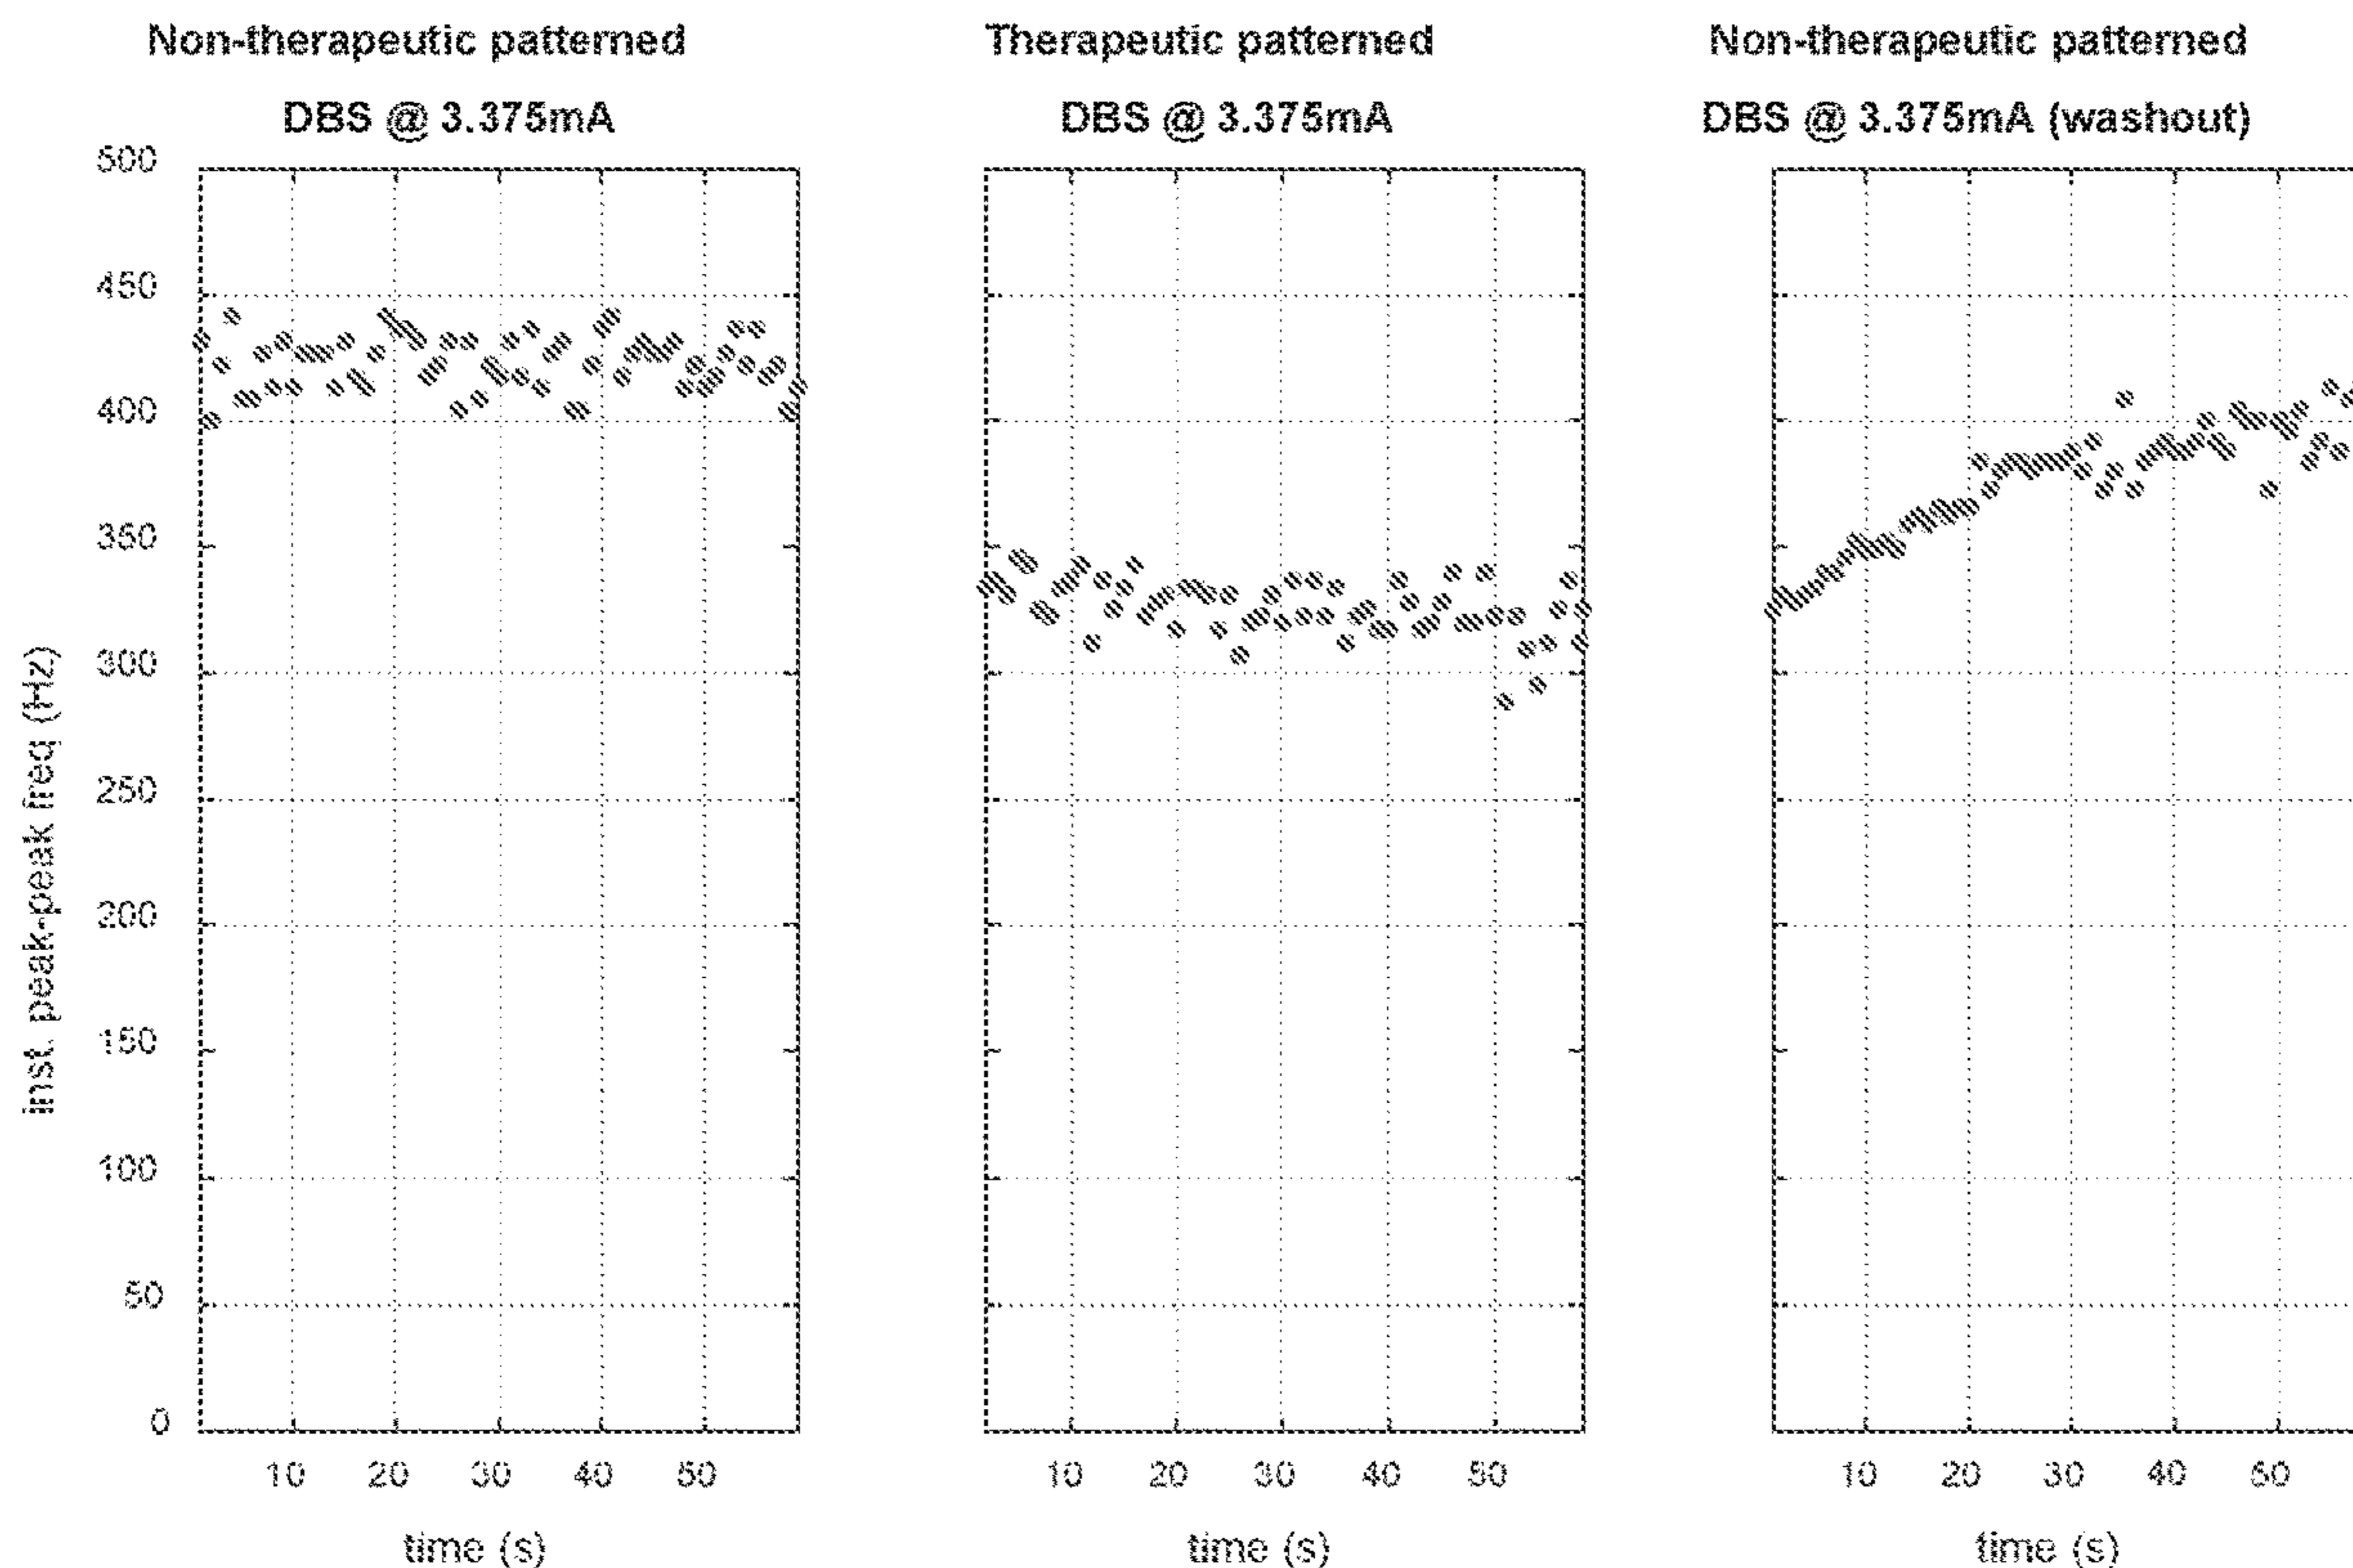 Non-therapeutic patterned
DBS @ 3.375mA
Therapeutic patterned
DBS @ 3.375mA
Non-therapeutic patterned
DBS @ 3.375mA (washout)
inst. peak-peak freq (Hz)
500
450
400
350
300
250
200
150
100
50
0
10 20 30 40 50
time (s)
10 20 30 40 50
time (s)
10 20 30 40 50
time (s)